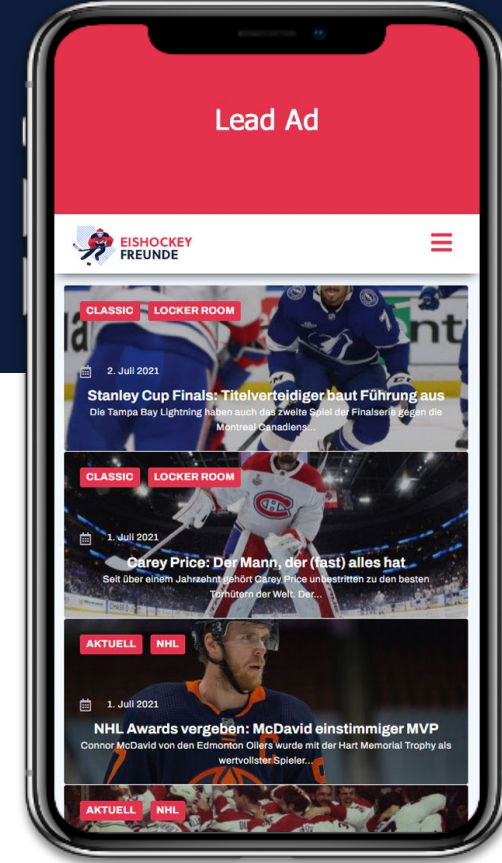 Lead Ad
EISHOCKEY
FREUNDE
CLASSIC LOCKER ROOM
2. Juli 2021
Stanley Cup Finals: Titelverteidiger baut Führung aus
Die Tampa Bay Lightning haben auch das zweite Spiel der Finalserie gegen die
Montreal Canadiens...
CLASSIC LOCKER ROOM
1. Juli 2021
Carey Price: Der Mann, der (fast) alles hat
Seit über einem Jahrzehnt gehört Carey Price unbestritten zu den besten
Torhütern der Welt. Der...
AKTUELL NHL
1. Juli 2021
NHL Awards vergeben: McDavid einstimmiger MVP
Connor McDavid von den Edmonton Oilers wurde mit der Hart Memorial Trophy als
wertvollster Spieler...
AKTUELL NHL